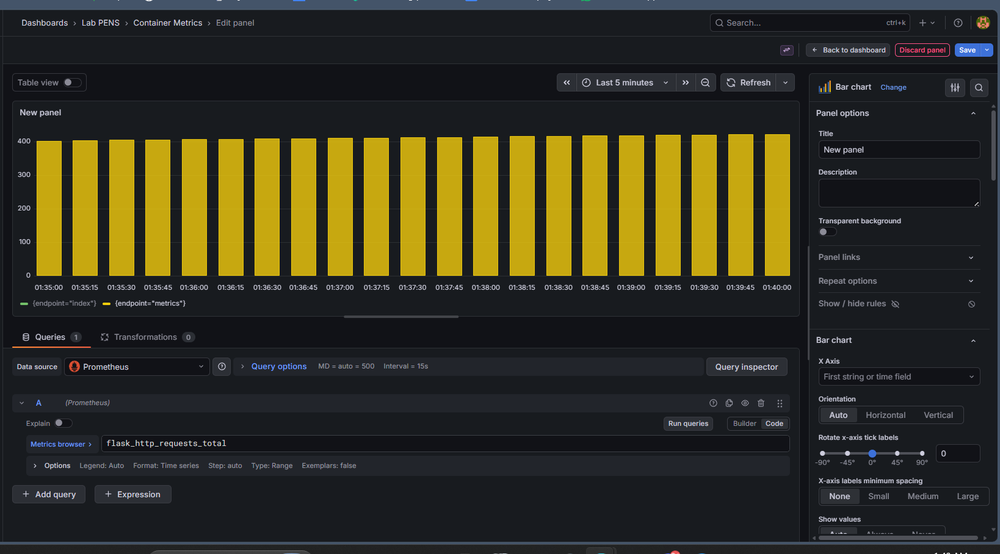 Dashboards › Lab PENS › Container Metrics › Edit panel
Search... ctrl+k
Back to dashboard
Discard panel
Save
Table view
Last 5 minutes
Refresh
Bar chart Change
New panel
400
300
200
100
0
01:35:00 01:35:15 01:35:30 01:35:45 01:36:00 01:36:15 01:36:30 01:36:45 01:37:00 01:37:15 01:37:30 01:37:45 01:38:00 01:38:15 01:38:30 01:38:45 01:39:00 01:39:15 01:39:30 01:39:45 01:40:00
{endpoint="index"} {endpoint="metrics"}
Queries 1 Transformations 0
Data source Prometheus Query options MD = auto = 500 Interval = 15s Query inspector
A (Prometheus)
Explain Run queries Builder Code
Metrics browser flask_http_requests_total
Options Legend: Auto Format: Time series Step: auto Type: Range Exemplars: false
+ Add query + Expression
Panel options
Title
New panel
Description
Transparent background
Panel links
Repeat options
Show / hide rules
Bar chart
X Axis
First string or time field
Orientation
Auto Horizontal Vertical
Rotate x-axis tick labels
0
-90° -45° 0° 45° 90°
X-axis labels minimum spacing
None Small Medium Large
Show values
Auto Always Never